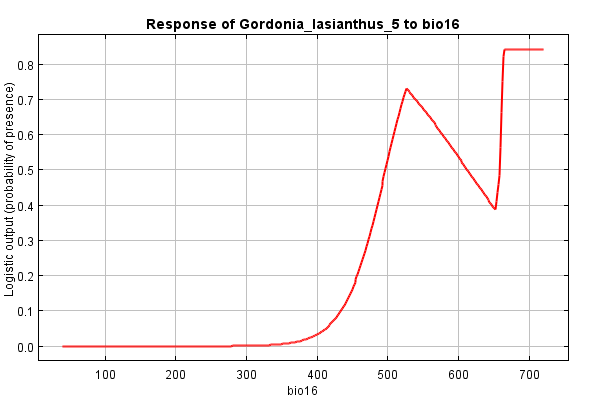 Response of Gordonia_lasianthus_5 to bio16
Logistic output (probability of presence)
0.8
0.7
0.6
0.5
0.4
0.3
0.2
0.1
0.0
100 200 300 400 500 600 700
bio16